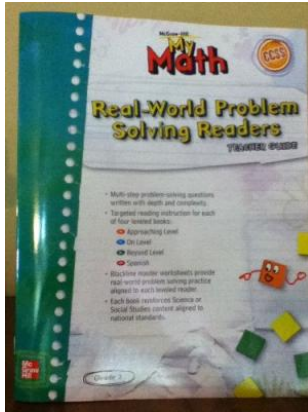 McGraw-Hill
My
Math
CCSS
Real-World Problem
Solving Readers
TEACHER GUIDE
• Multi-step problem-solving questions
written with depth and complexity.
• Targeted reading instruction for each
of four leveled books:
Approaching Level
On Level
Beyond Level
Spanish
• Blackline master worksheets provide
real-world problem solving practice
aligned to each leveled reader.
• Each book reinforces Science or
Social Studies content aligned to
national standards.
Mc
Graw
Hill
Grade 2